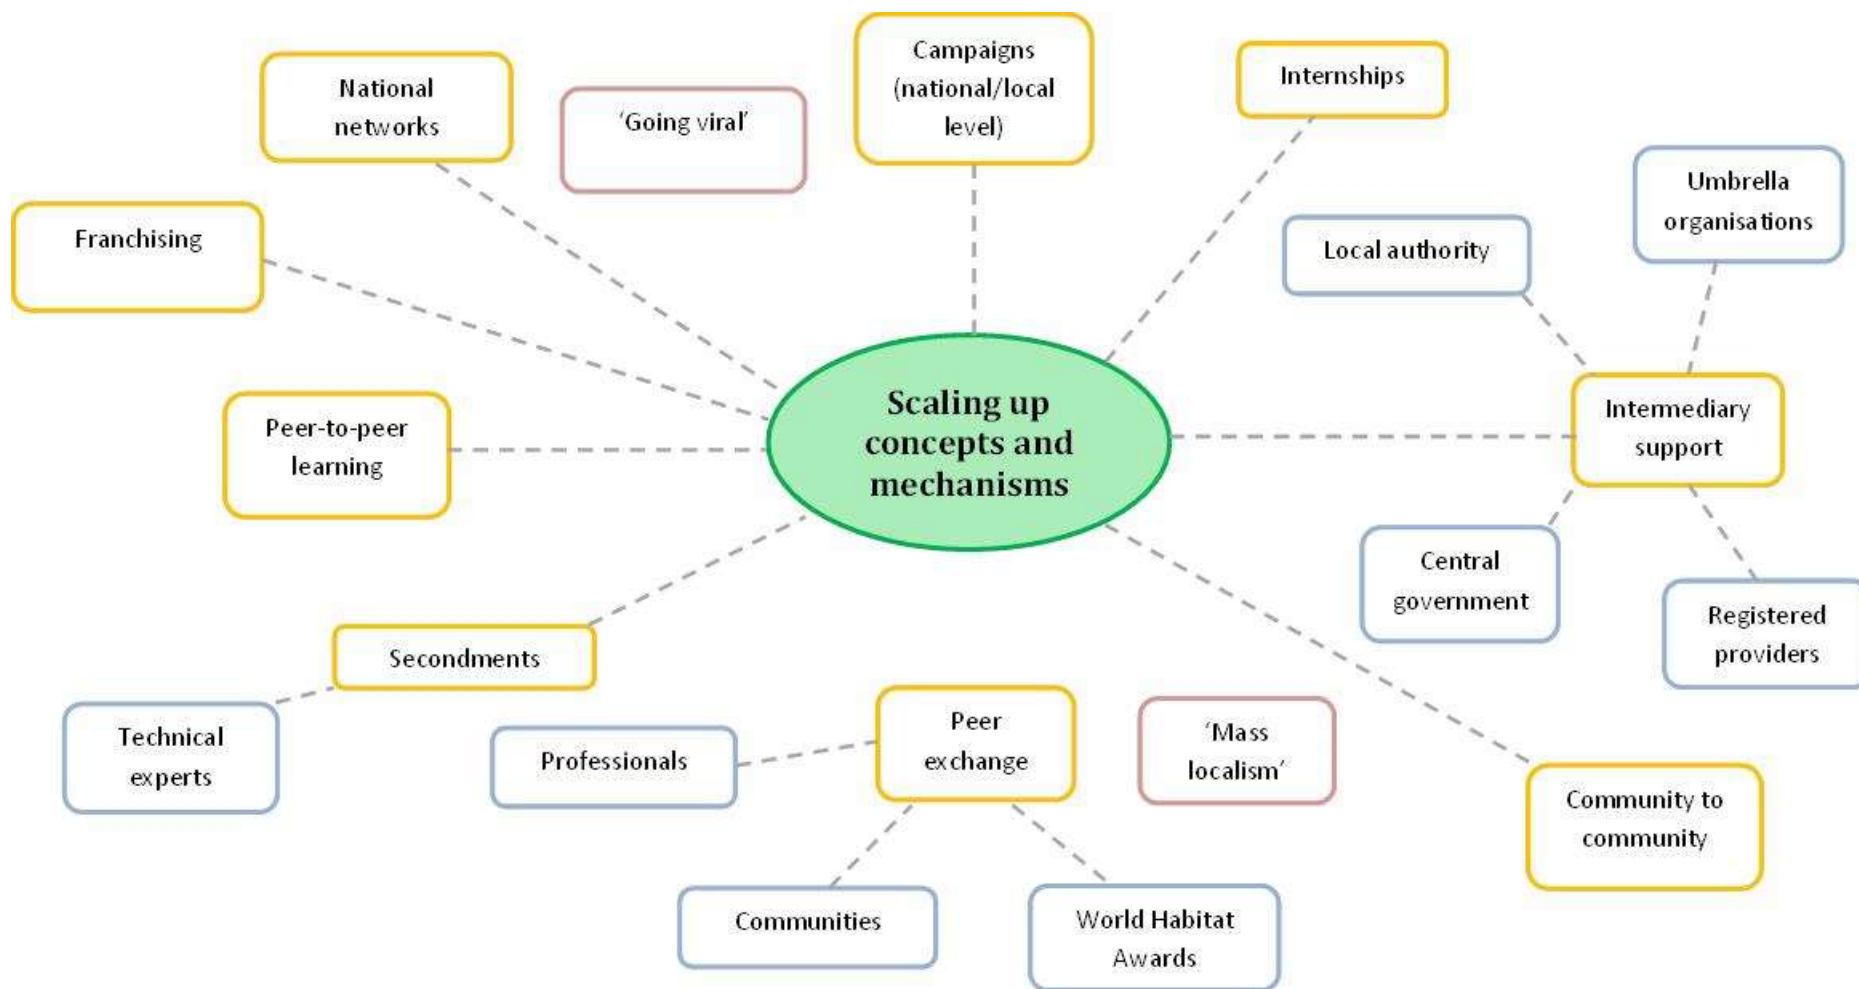 National
networks
‘Going viral’
Campaigns
(national/local
level)
Internships
Umbrella
organisations
Franchising
Local authority
Scaling up
concepts and
mechanisms
Intermediary
support
Peer-to-peer
learning
Central
government
Registered
providers
Secondments
Technical
experts
Professionals
Peer
exchange
‘Mass
localism’
Community to
community
Communities
World Habitat
Awards